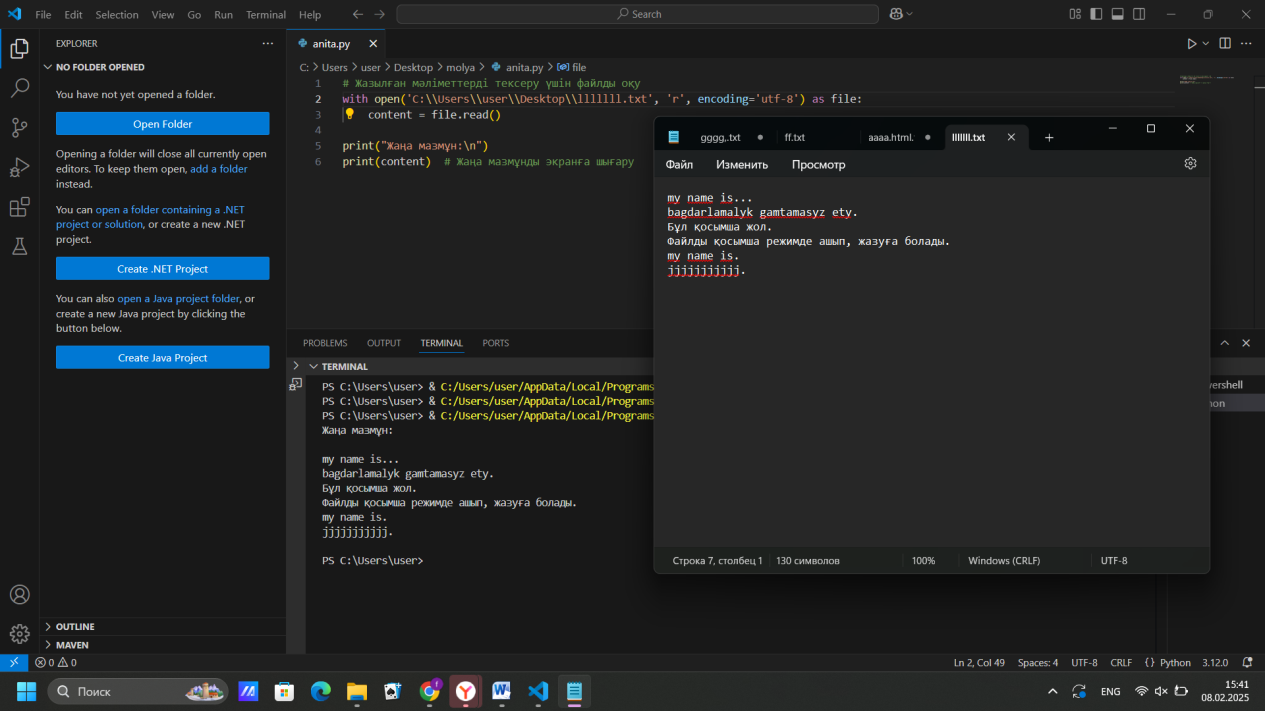 File Edit Selection View Go Run Terminal Help
Search
EXPLORER
NO FOLDER OPENED
You have not yet opened a folder.
Open Folder
Opening a folder will close all currently open
editors. To keep them open, add a folder
instead.
You can open a folder containing a .NET
project or solution, or create a new .NET
project.
Create .NET Project
You can also open a Java project folder, or
create a new Java project by clicking the
button below.
Create Java Project
OUTLINE
MAVEN
anita.py
C: > Users > user > Desktop > molya > anita.py > file
1 # Жазылған мәліметтерді тексеру үшін файлды оқу
2 with open('C:\\Users\\user\\Desktop\\lllllll.txt', 'r', encoding='utf-8') as file:
3 content = file.read()
4
5 print("Жаңа мазмұн:\n")
6 print(content) # Жаңа мазмұнды экранға шығару
PROBLEMS OUTPUT TERMINAL PORTS
TERMINAL
PS C:\Users\user> & C:/Users/user/AppData/Local/Programs
PS C:\Users\user> & C:/Users/user/AppData/Local/Programs
PS C:\Users\user> & C:/Users/user/AppData/Local/Programs
Жаңа мазмұн:
my name is...
bagdarlamalyk gamtamasyz ety.
Бұл қосымша жол.
Файлды қосымша режимде ашып, жазуға болады.
my name is.
jjjjjjjjjjj.
PS C:\Users\user>
gggg,.txt ff.txt aaaa.html. lllllll.txt
Файл Изменить Просмотр
my name is...
bagdarlamalyk gamtamasyz ety.
Бұл қосымша жол.
Файлды қосымша режимде ашып, жазуға болады.
my name is.
jjjjjjjjjjj.
Строка 7, столбец 1 130 символов 100% Windows (CRLF) UTF-8
0 0 Ln 2, Col 49 Spaces: 4 UTF-8 CRLF {} Python 3.12.0
Поиск
ENG
15:41
08.02.2025